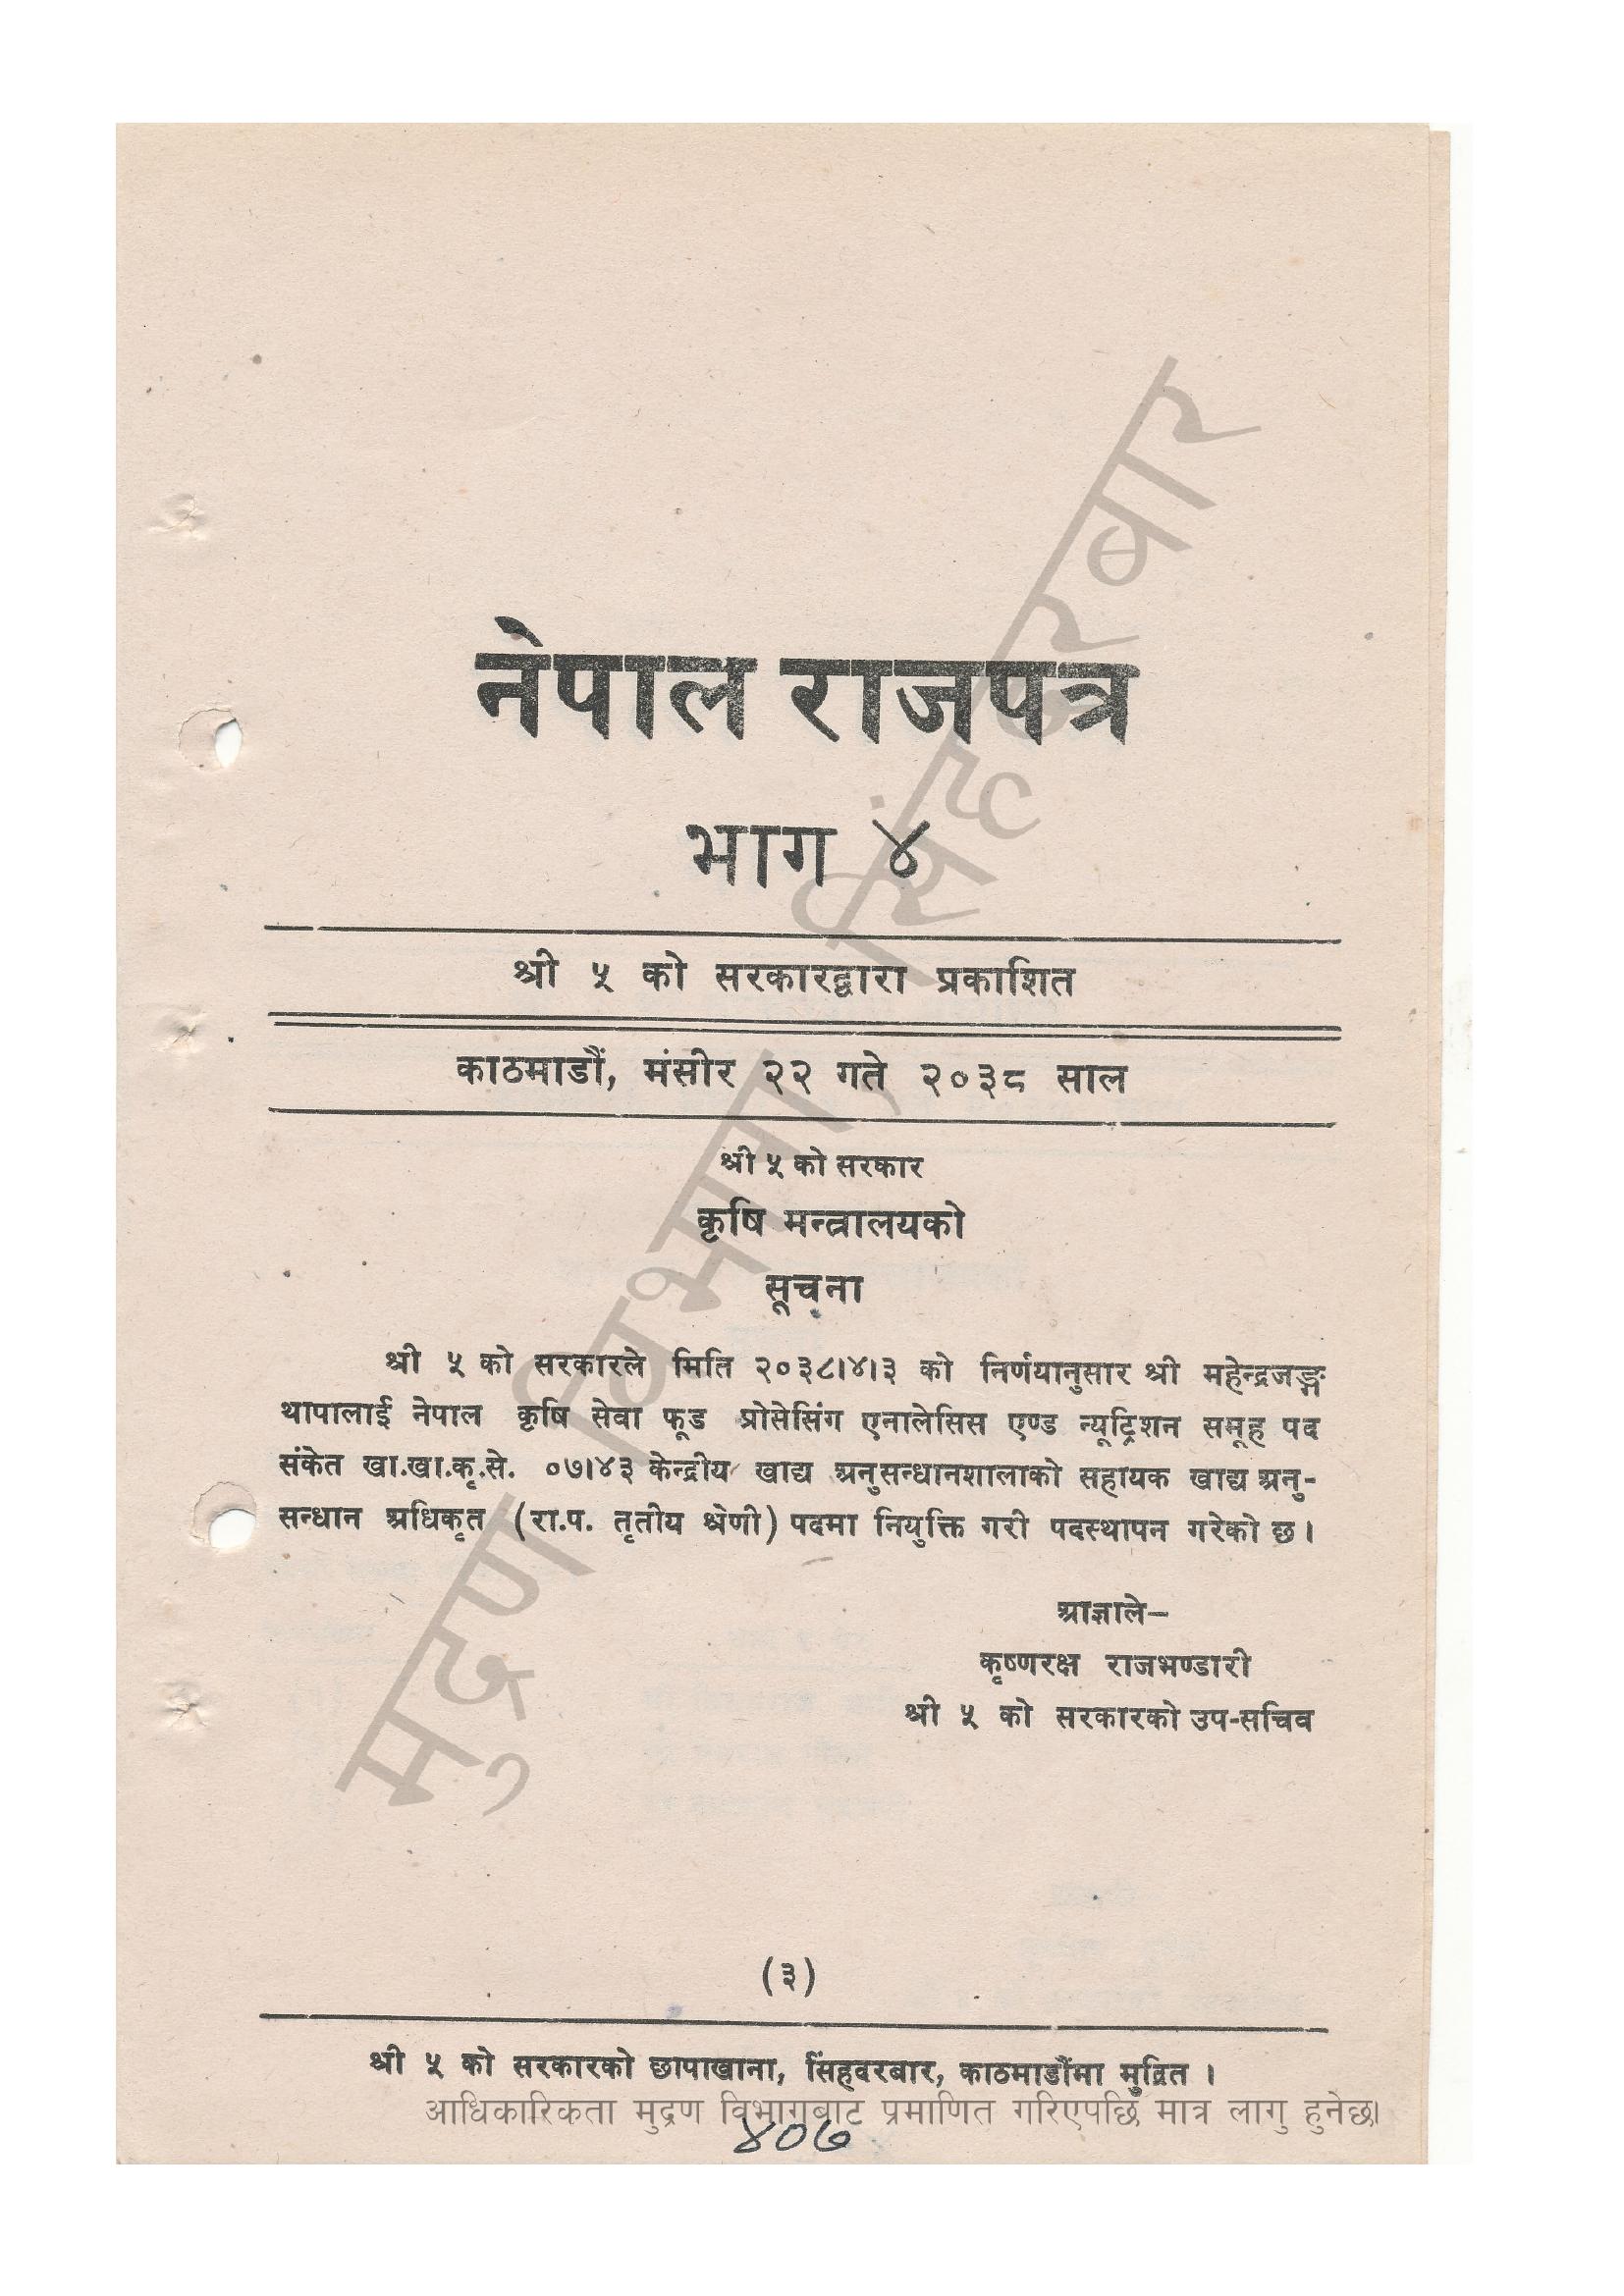 नेपाल राजपत्र
भाग ४
श्री ५ को सरकारद्वारा प्रकाशित
काठमाडौं, मंसीर २२ गते २०३८ साल
श्री ५ को सरकार
कृषि मन्त्रालयको
सूचना
श्री ५ को सरकारले मिति २०३८।४।३ को निर्णयानुसार श्री महेन्द्रजङ्ग
थापालाई नेपाल कृषि सेवा फूड प्रोसेसिंग एनालेसिस एण्ड न्यूट्रिशन समूह पद
संकेत खा.खा.कृ.से. ०७।४३ केन्द्रीय खाद्य अनुसन्धानशालाको सहायक खाद्य अनु-
सन्धान अधिकृत (रा.प. तृतीय श्रेणी) पदमा नियुक्ति गरी पदस्थापन गरेको छ ।
आज्ञाले–
कृष्णरक्ष राजभण्डारी
श्री ५ को सरकारको उप-सचिव
(३)
श्री ५ को सरकारको छापाखाना, सिंहदरबार, काठमाडौंमा मुद्रित ।
आधिकारिकता मुद्रण विभागबाट प्रमाणित गरिएपछि मात्र लागु हुनेछ।
४०७
मुद्रण विभाग, सिंहदरबार